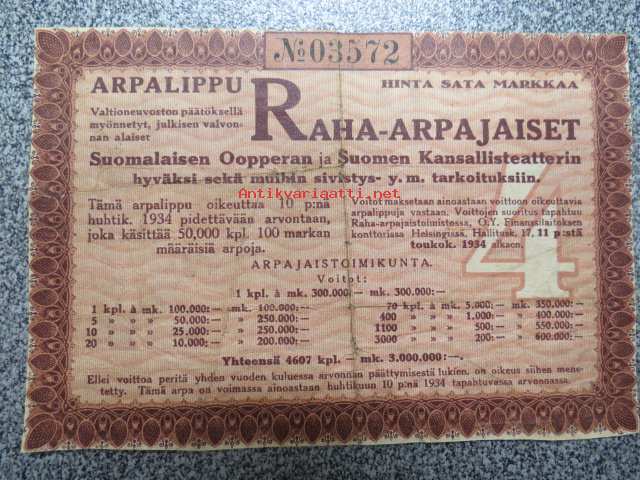 № 03572
ARPALIPPU
HINTA SATA MARKKAA
Valtioneuvoston päätöksellä
myönnetyt, julkisen valvon-
nan alaiset
RAHA-ARPAJAISET
Suomalaisen Oopperan ja Suomen Kansallisteatterin
hyväksi sekä muihin sivistys- y. m. tarkoituksiin.
Antikvariaatti.net
Tämä arpalippu oikeuttaa 10 p:nä
huhtik. 1934 pidettävään arvontaan,
joka käsittää 50,000 kpl. 100 markan
määräisiä arpoja.
Voitot maksetaan ainoastaan voittoon oikeuttavia
arpalippuja vastaan. Voittojen suoritus tapahtuu
Raha-arpajaistoimistossa, O.Y. Finanssilaitoksen
konttorissa Helsingissä, Hallitusk. 17, 11 p:stä
toukok. 1934 alkaen.
4
ARPAJAISTOIMIKUNTA.
Voitot:
1 kpl. à mk. 300.000:— mk. 300.000:—
1 kpl. à mk. 100.000:— mk. 100.000:—
5 „ „ „ 50.000:— „ 250.000:—
10 „ „ „ 25.000:— „ 250.000:—
20 „ „ „ 10.000:— „ 200.000:—
70 kpl. à mk. 5.000:— mk. 350.000:—
400 „ „ „ 1.000:— „ 400.000:—
1100 „ „ „ 500:— „ 550.000:—
3000 „ „ „ 200:— „ 600.000:—
Yhteensä 4607 kpl. — mk. 3.000.000:—.
Ellei voittoa peritä yhden vuoden kuluessa arvonnan päättymisestä lukien, on oikeus siihen mene-
tetty. Tämä arpa on voimassa ainoastaan huhtikuun 10 p:nä 1934 tapahtuvassa arvonnassa.